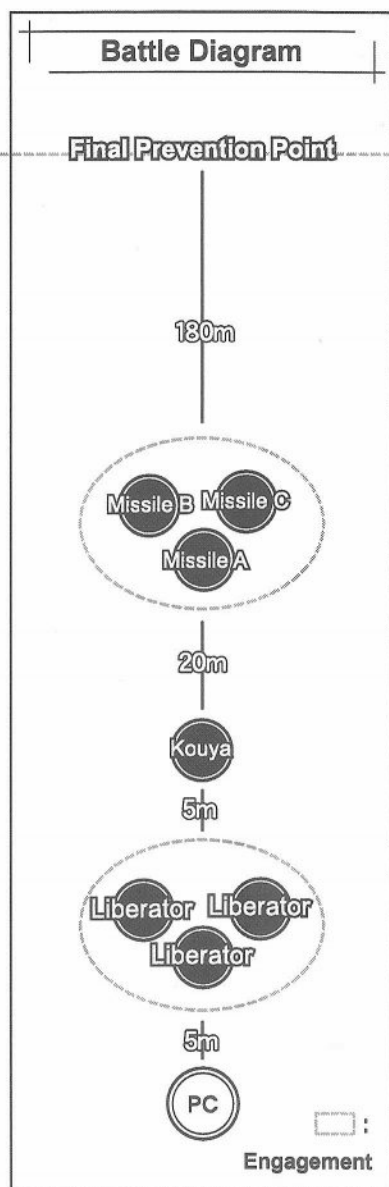 Battle Diagram
Final Prevention Point
180m
Missile B Missile C
Missile A
20m
Kouya
5m
Liberator Liberator
Liberator
5m
PC
:
Engagement